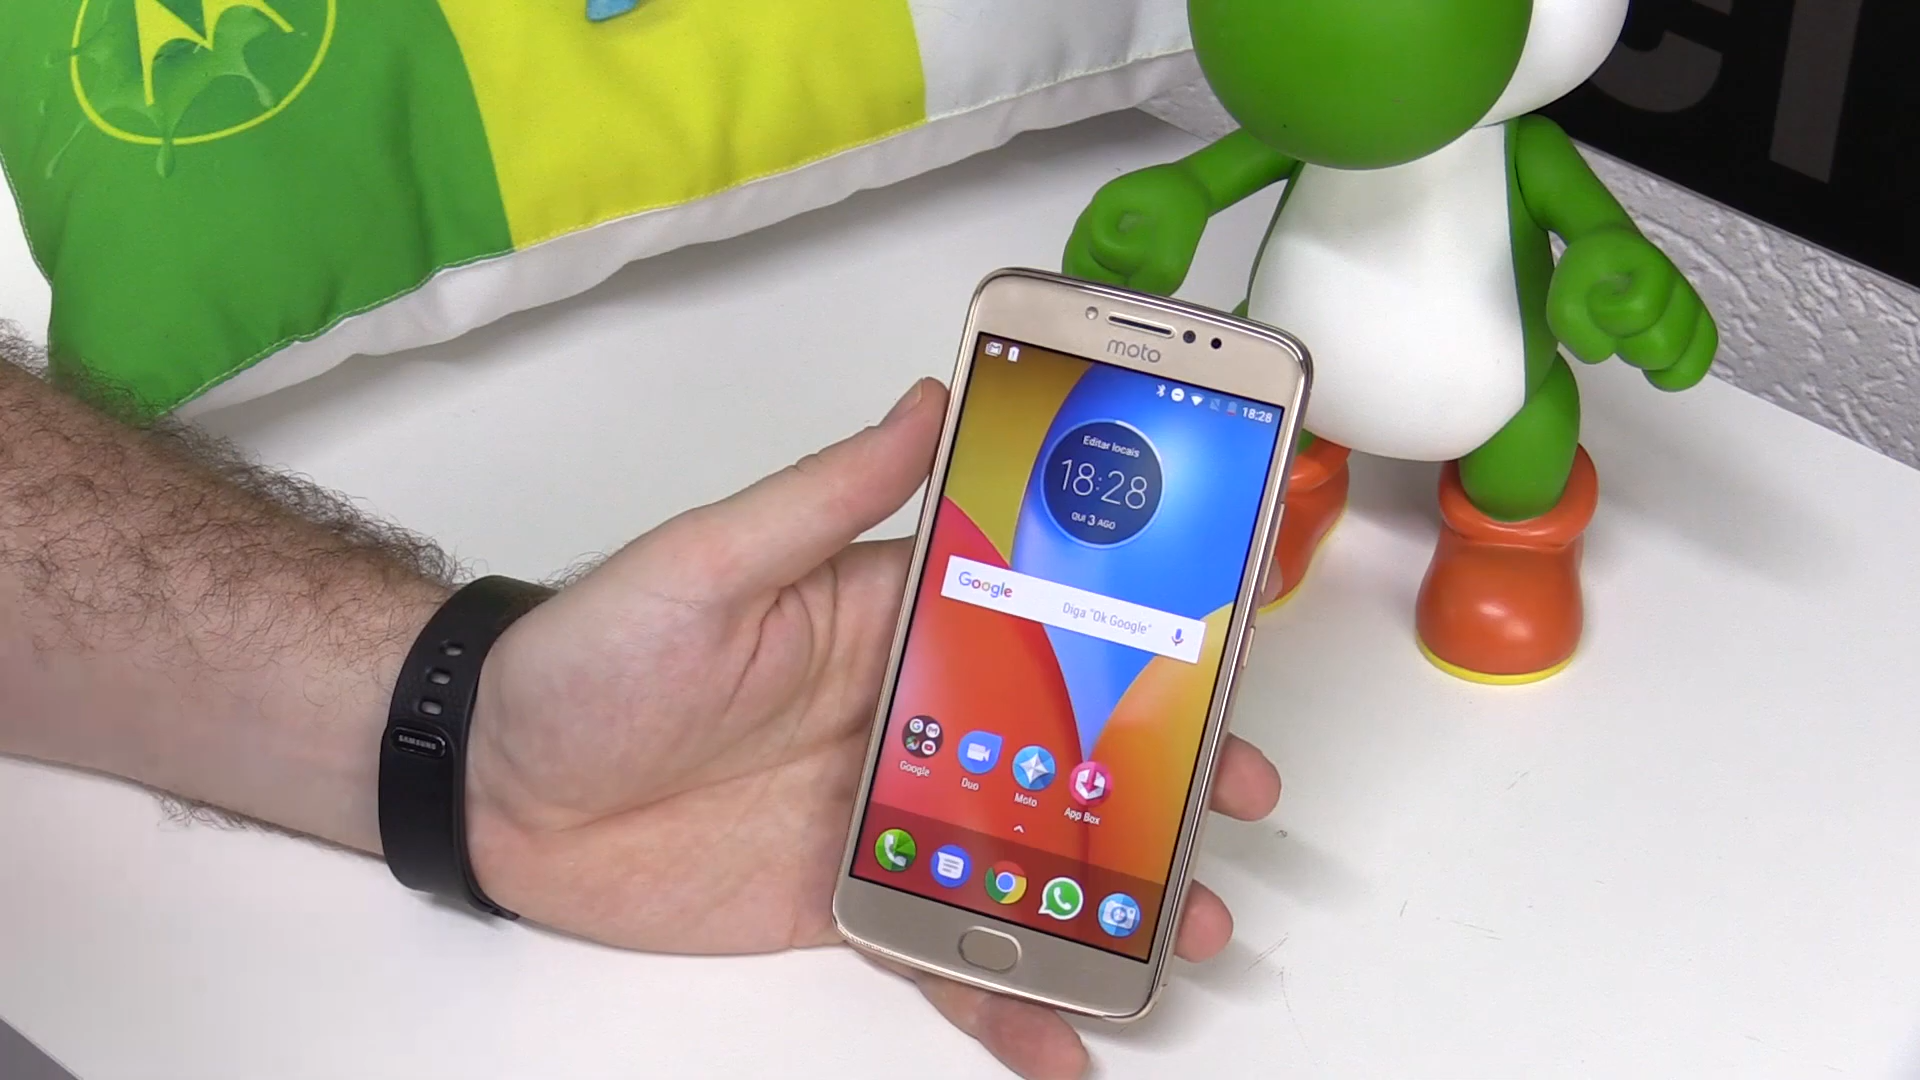 moto
18:28
Editar locais
18:28
QUI 3 AGO
Google
Diga "Ok Google"
Google
Duo
Moto
App Box
SAMSUNG